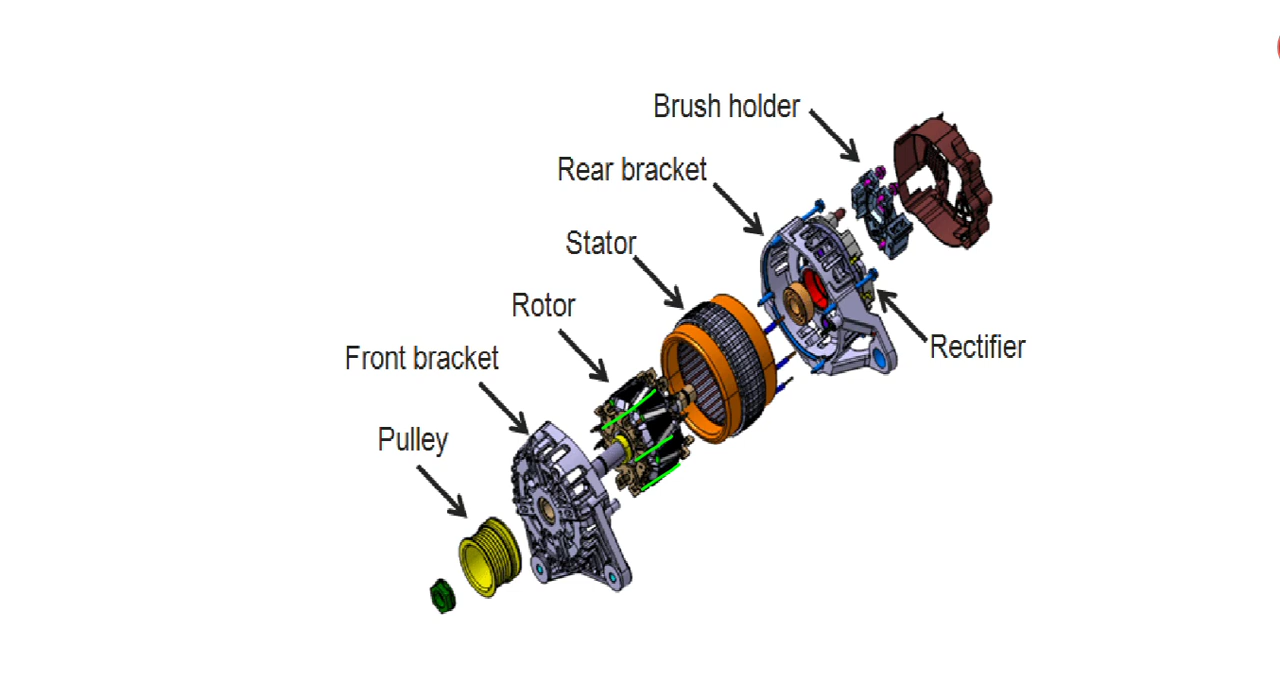 Brush holder
Rear bracket
Stator
Rotor
Rectifier
Front bracket
Pulley